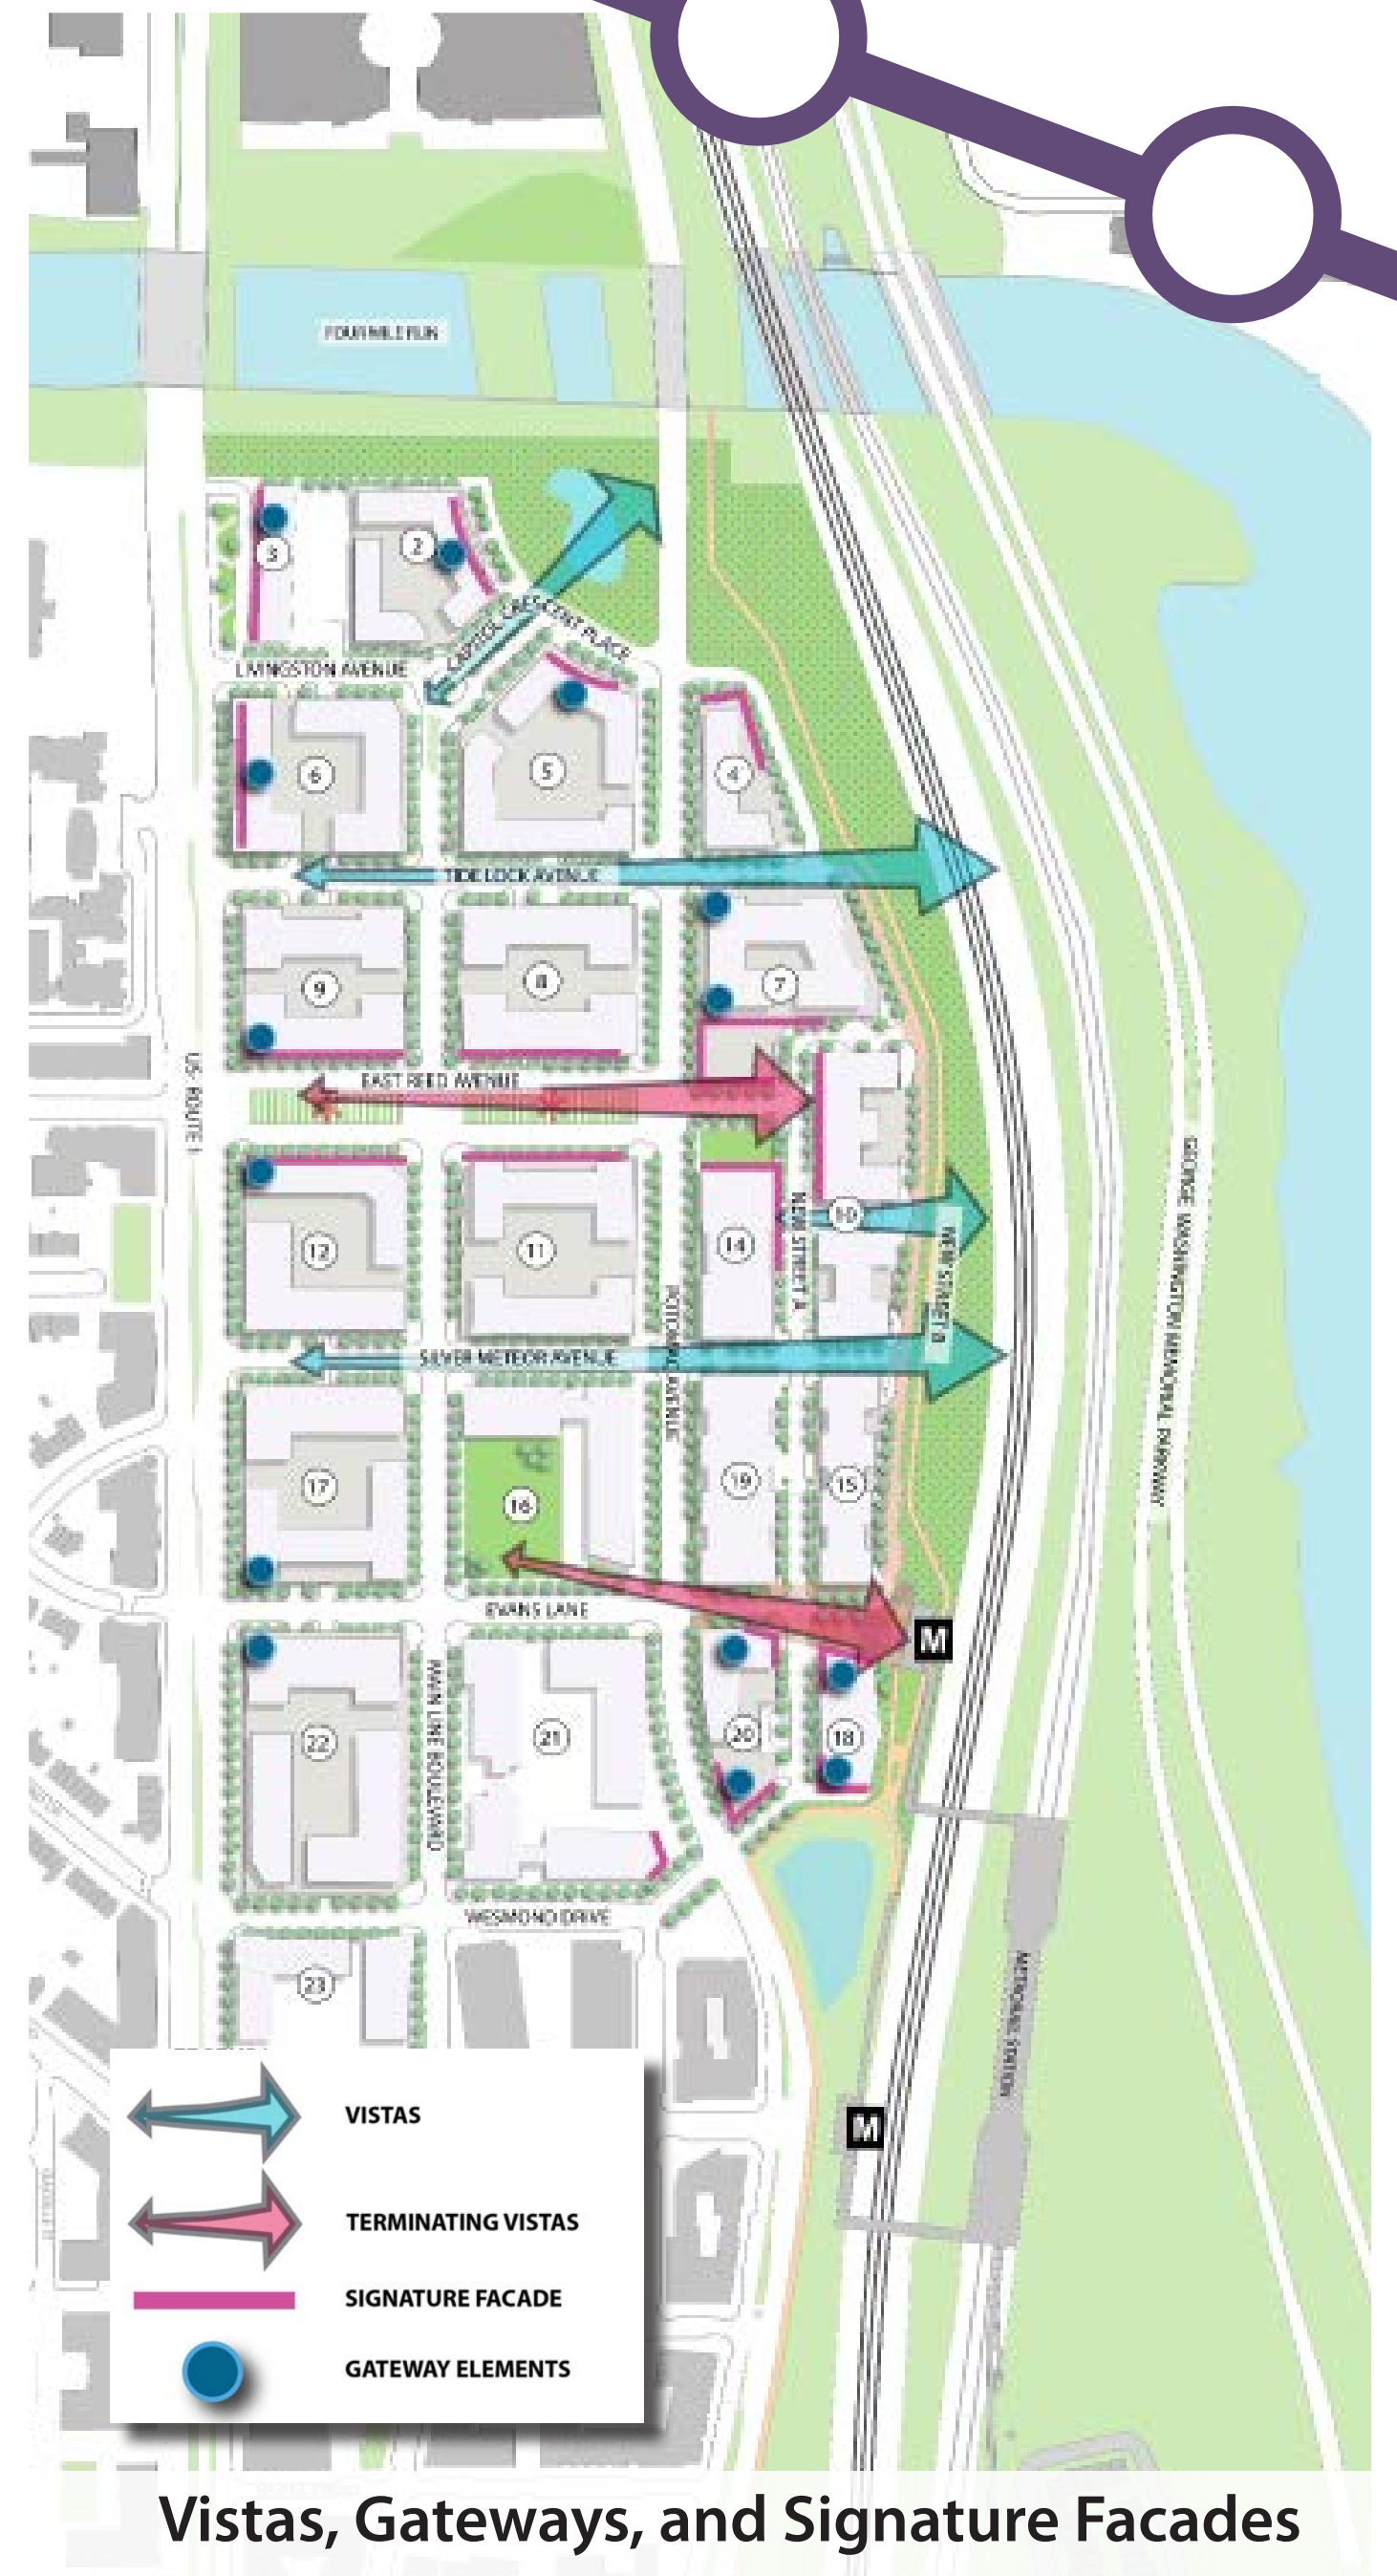 FOUR MILE RUN
3
2
CAPITOL
CRESCENT PLACE
LIVINGSTON AVENUE
6
5
4
TIDE LOCK AVENUE
9
8
7
US ROUTE 1
EAST REED AVENUE
GEORGE WASHINGTON MEMORIAL PARKWAY
12
11
14
NEW STREET A
10
NEW STREET B
POTOMAC AVENUE
SILVER METEOR AVENUE
17
16
19
15
EVANS LANE
M
22
MAIN LINE BOULEVARD
21
20
18
WESMOND DRIVE
23
METRORAIL STATION
M
VISTAS
TERMINATING VISTAS
SIGNATURE FACADE
GATEWAY ELEMENTS
Vistas, Gateways, and Signature Facades